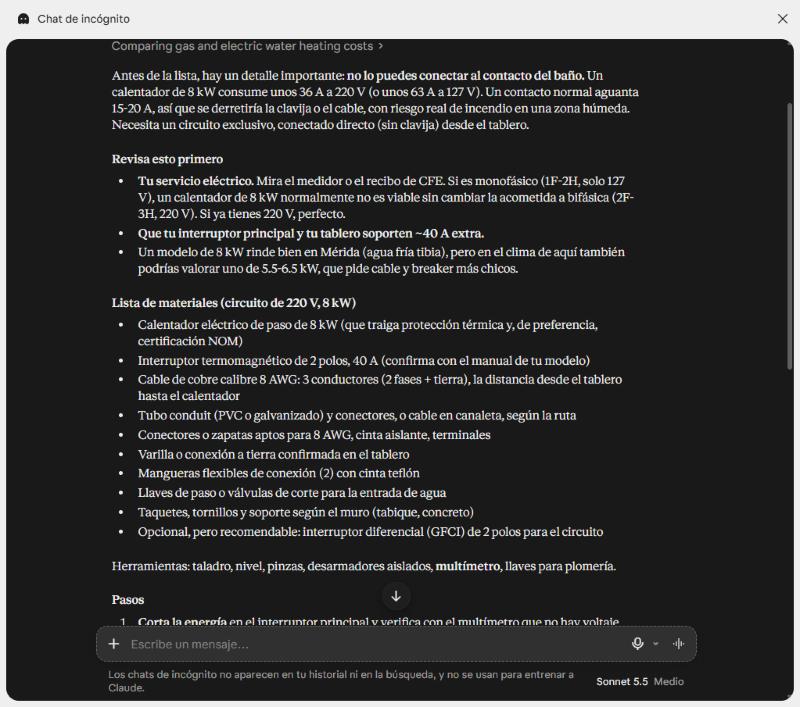 Chat de incógnito
Comparing gas and electric water heating costs
Antes de la lista, hay un detalle importante: no lo puedes conectar al contacto del baño. Un
calentador de 8 kW consume unos 36 A a 220 V (o unos 63 A a 127 V). Un contacto normal aguanta
15-20 A, así que se derretiría la clavija o el cable, con riesgo real de incendio en una zona húmeda.
Necesita un circuito exclusivo, conectado directo (sin clavija) desde el tablero.
Revisa esto primero
• Tu servicio eléctrico. Mira el medidor o el recibo de CFE. Si es monofásico (1F-2H, solo 127
V), un calentador de 8 kW normalmente no es viable sin cambiar la acometida a bifásica (2F-
3H, 220 V). Si ya tienes 220 V, perfecto.
• Que tu interruptor principal y tu tablero soporten ~40 A extra.
• Un modelo de 8 kW rinde bien en Mérida (agua fría tibia), pero en el clima de aquí también
podrías valorar uno de 5.5-6.5 kW, que pide cable y breaker más chicos.
Lista de materiales (circuito de 220 V, 8 kW)
• Calentador eléctrico de paso de 8 kW (que traiga protección térmica y, de preferencia,
certificación NOM)
• Interruptor termomagnético de 2 polos, 40 A (confirma con el manual de tu modelo)
• Cable de cobre calibre 8 AWG: 3 conductores (2 fases + tierra), la distancia desde el tablero
hasta el calentador
• Tubo conduit (PVC o galvanizado) y conectores, o cable en canaleta, según la ruta
• Conectores o zapatas aptos para 8 AWG, cinta aislante, terminales
• Varilla o conexión a tierra confirmada en el tablero
• Mangueras flexibles de conexión (2) con cinta teflón
• Llaves de paso o válvulas de corte para la entrada de agua
• Taquetes, tornillos y soporte según el muro (tabique, concreto)
• Opcional, pero recomendable: interruptor diferencial (GFCI) de 2 polos para el circuito
Herramientas: taladro, nivel, pinzas, desarmadores aislados, multímetro, llaves para plomería.
Pasos
1. Corta la energía en el interruptor principal y verifica con el multímetro que no hay voltaje
Escribe un mensaje...
Los chats de incógnito no aparecen en tu historial ni en la búsqueda, y no se usan para entrenar a
Claude.
Sonnet 5.5 Medio